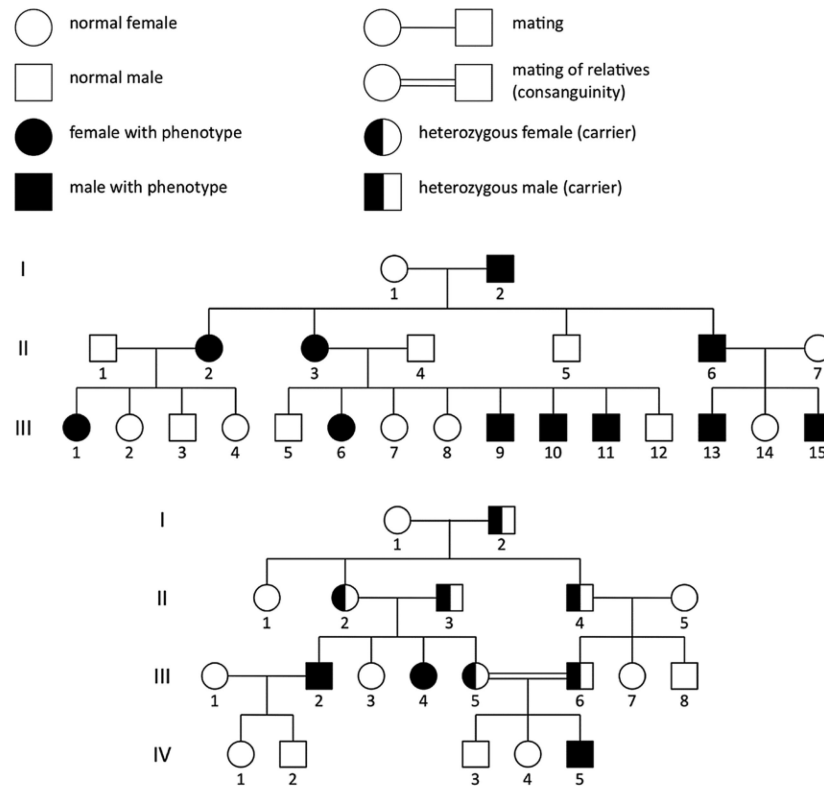 normal female
mating
normal male
mating of relatives
(consanguinity)
female with phenotype
heterozygous female (carrier)
male with phenotype
heterozygous male (carrier)
I
1 2
II
1 2 3 4 5 6 7
III
1 2 3 4 5 6 7 8 9 10 11 12 13 14 15
I
1 2
II
1 2 3 4 5
III
1 2 3 4 5 6 7 8
IV
1 2 3 4 5